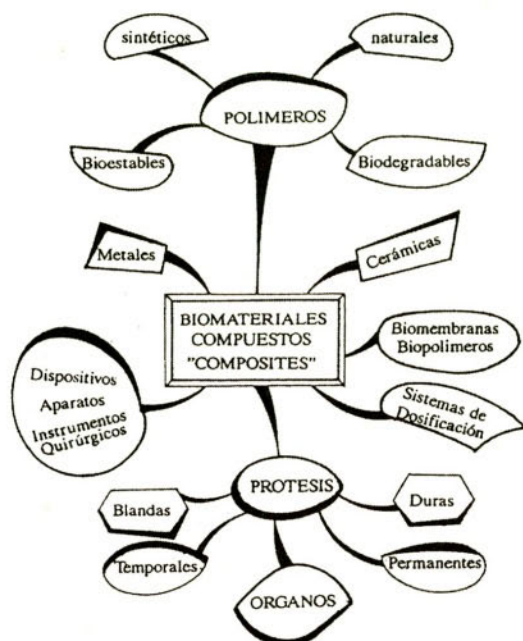 sintéticos
naturales
POLIMEROS
Bioestables
Biodegradables
Metales
Cerámicas
BIOMATERIALES
COMPUESTOS
"COMPOSITES"
Biomembranas
Biopolimeros
Dispositivos
Aparatos
Instrumentos
Quirúrgicos
Sistemas de
Dosificación
PROTESIS
Blandas
Duras
Temporales
Permanentes
ORGANOS